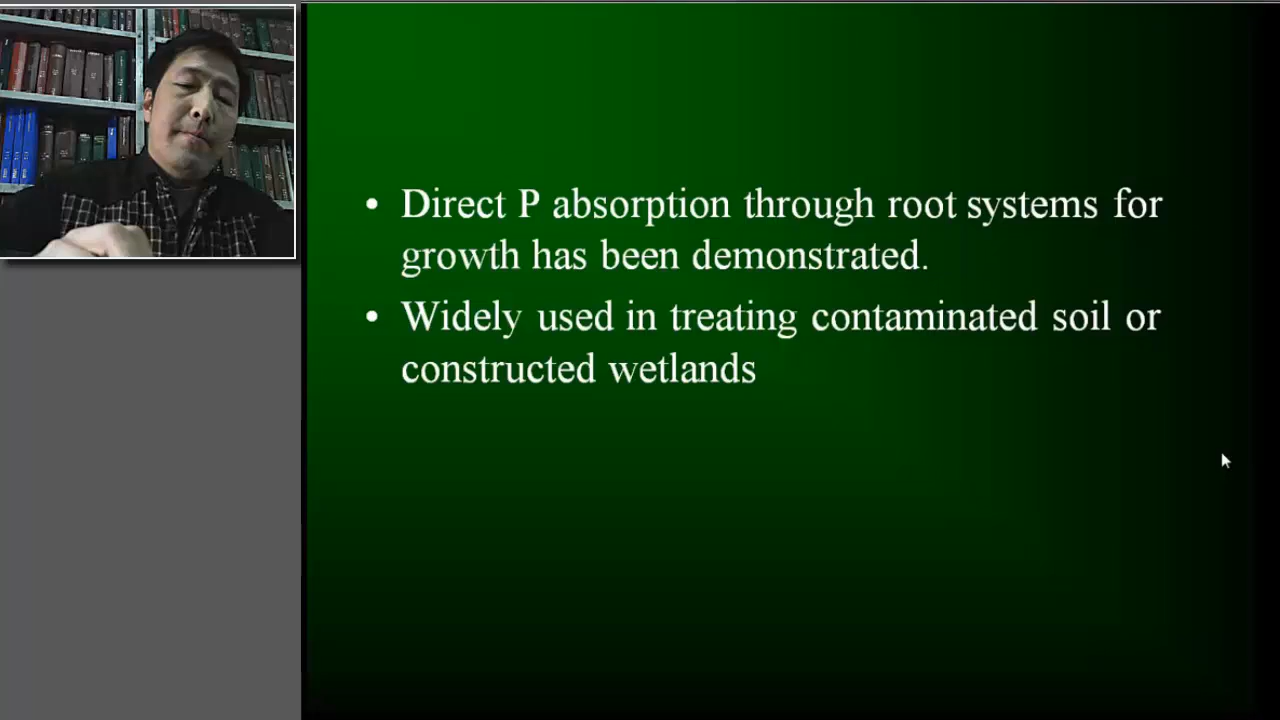 • Direct P absorption through root systems for
growth has been demonstrated.
• Widely used in treating contaminated soil or
constructed wetlands